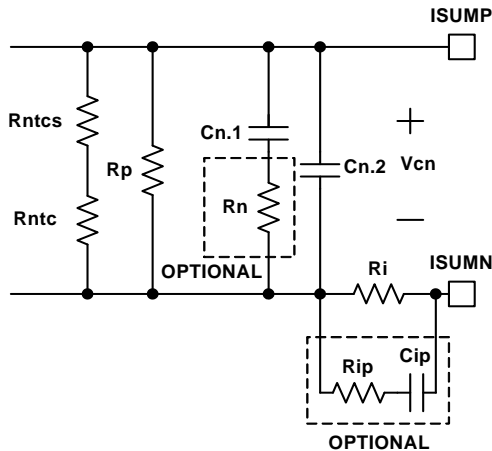 ISUMP
Rntcs
Cn.1
+
Rp
Cn.2
Vcn
Rntc
Rn
−
OPTIONAL
Ri
ISUMN
Rip
Cip
OPTIONAL